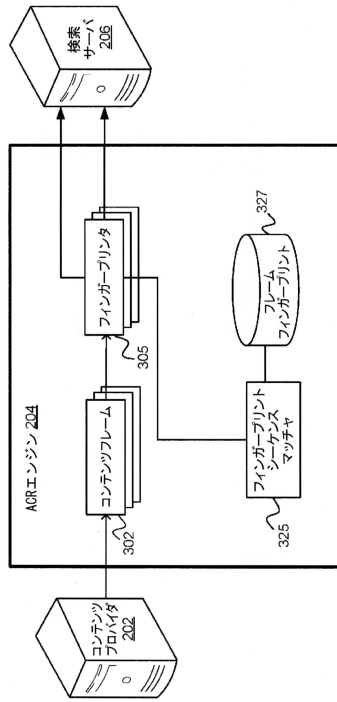 ACRエンジン 204
コンテンツ
プロバイダ
202
コンテンツフレーム
302
フィンガープリンタ
305
検索
サーバ
206
フィンガープリント
シーケンス
マッチャ
325
フレーム
フィンガープリント
327